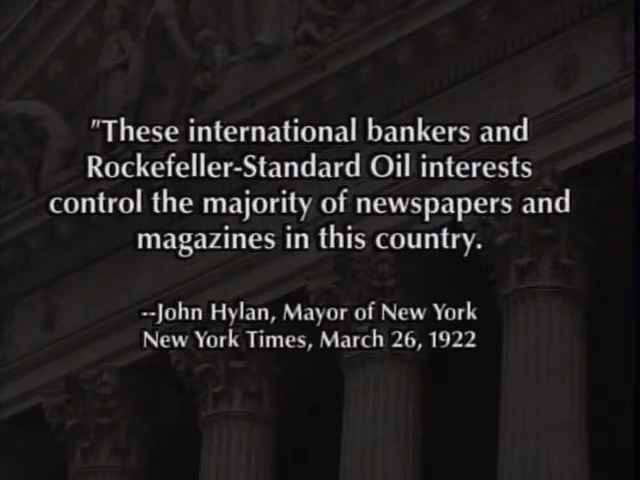 "These international bankers and
Rockefeller-Standard Oil interests
control the majority of newspapers and
magazines in this country.
--John Hylan, Mayor of New York
New York Times, March 26, 1922